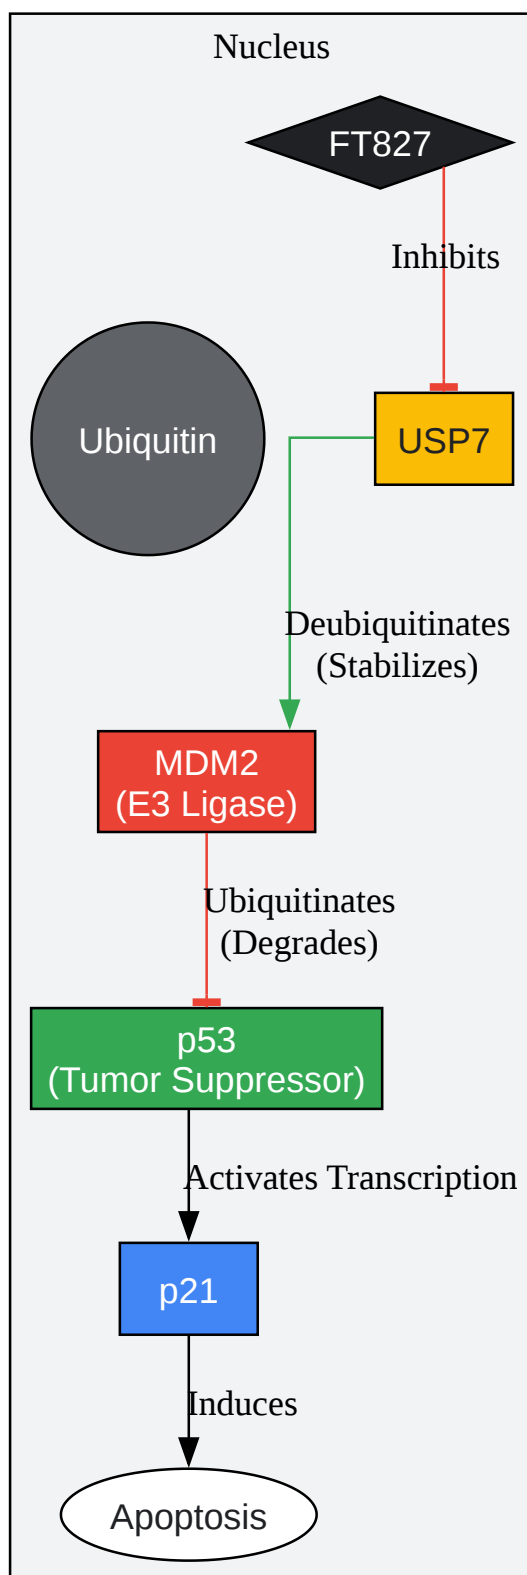 Nucleus
FT827
Inhibits
Ubiquitin
USP7
Deubiquitinates
(Stabilizes)
MDM2
(E3 Ligase)
Ubiquitinates
(Degrades)
p53
(Tumor Suppressor)
Activates Transcription
p21
Induces
Apoptosis